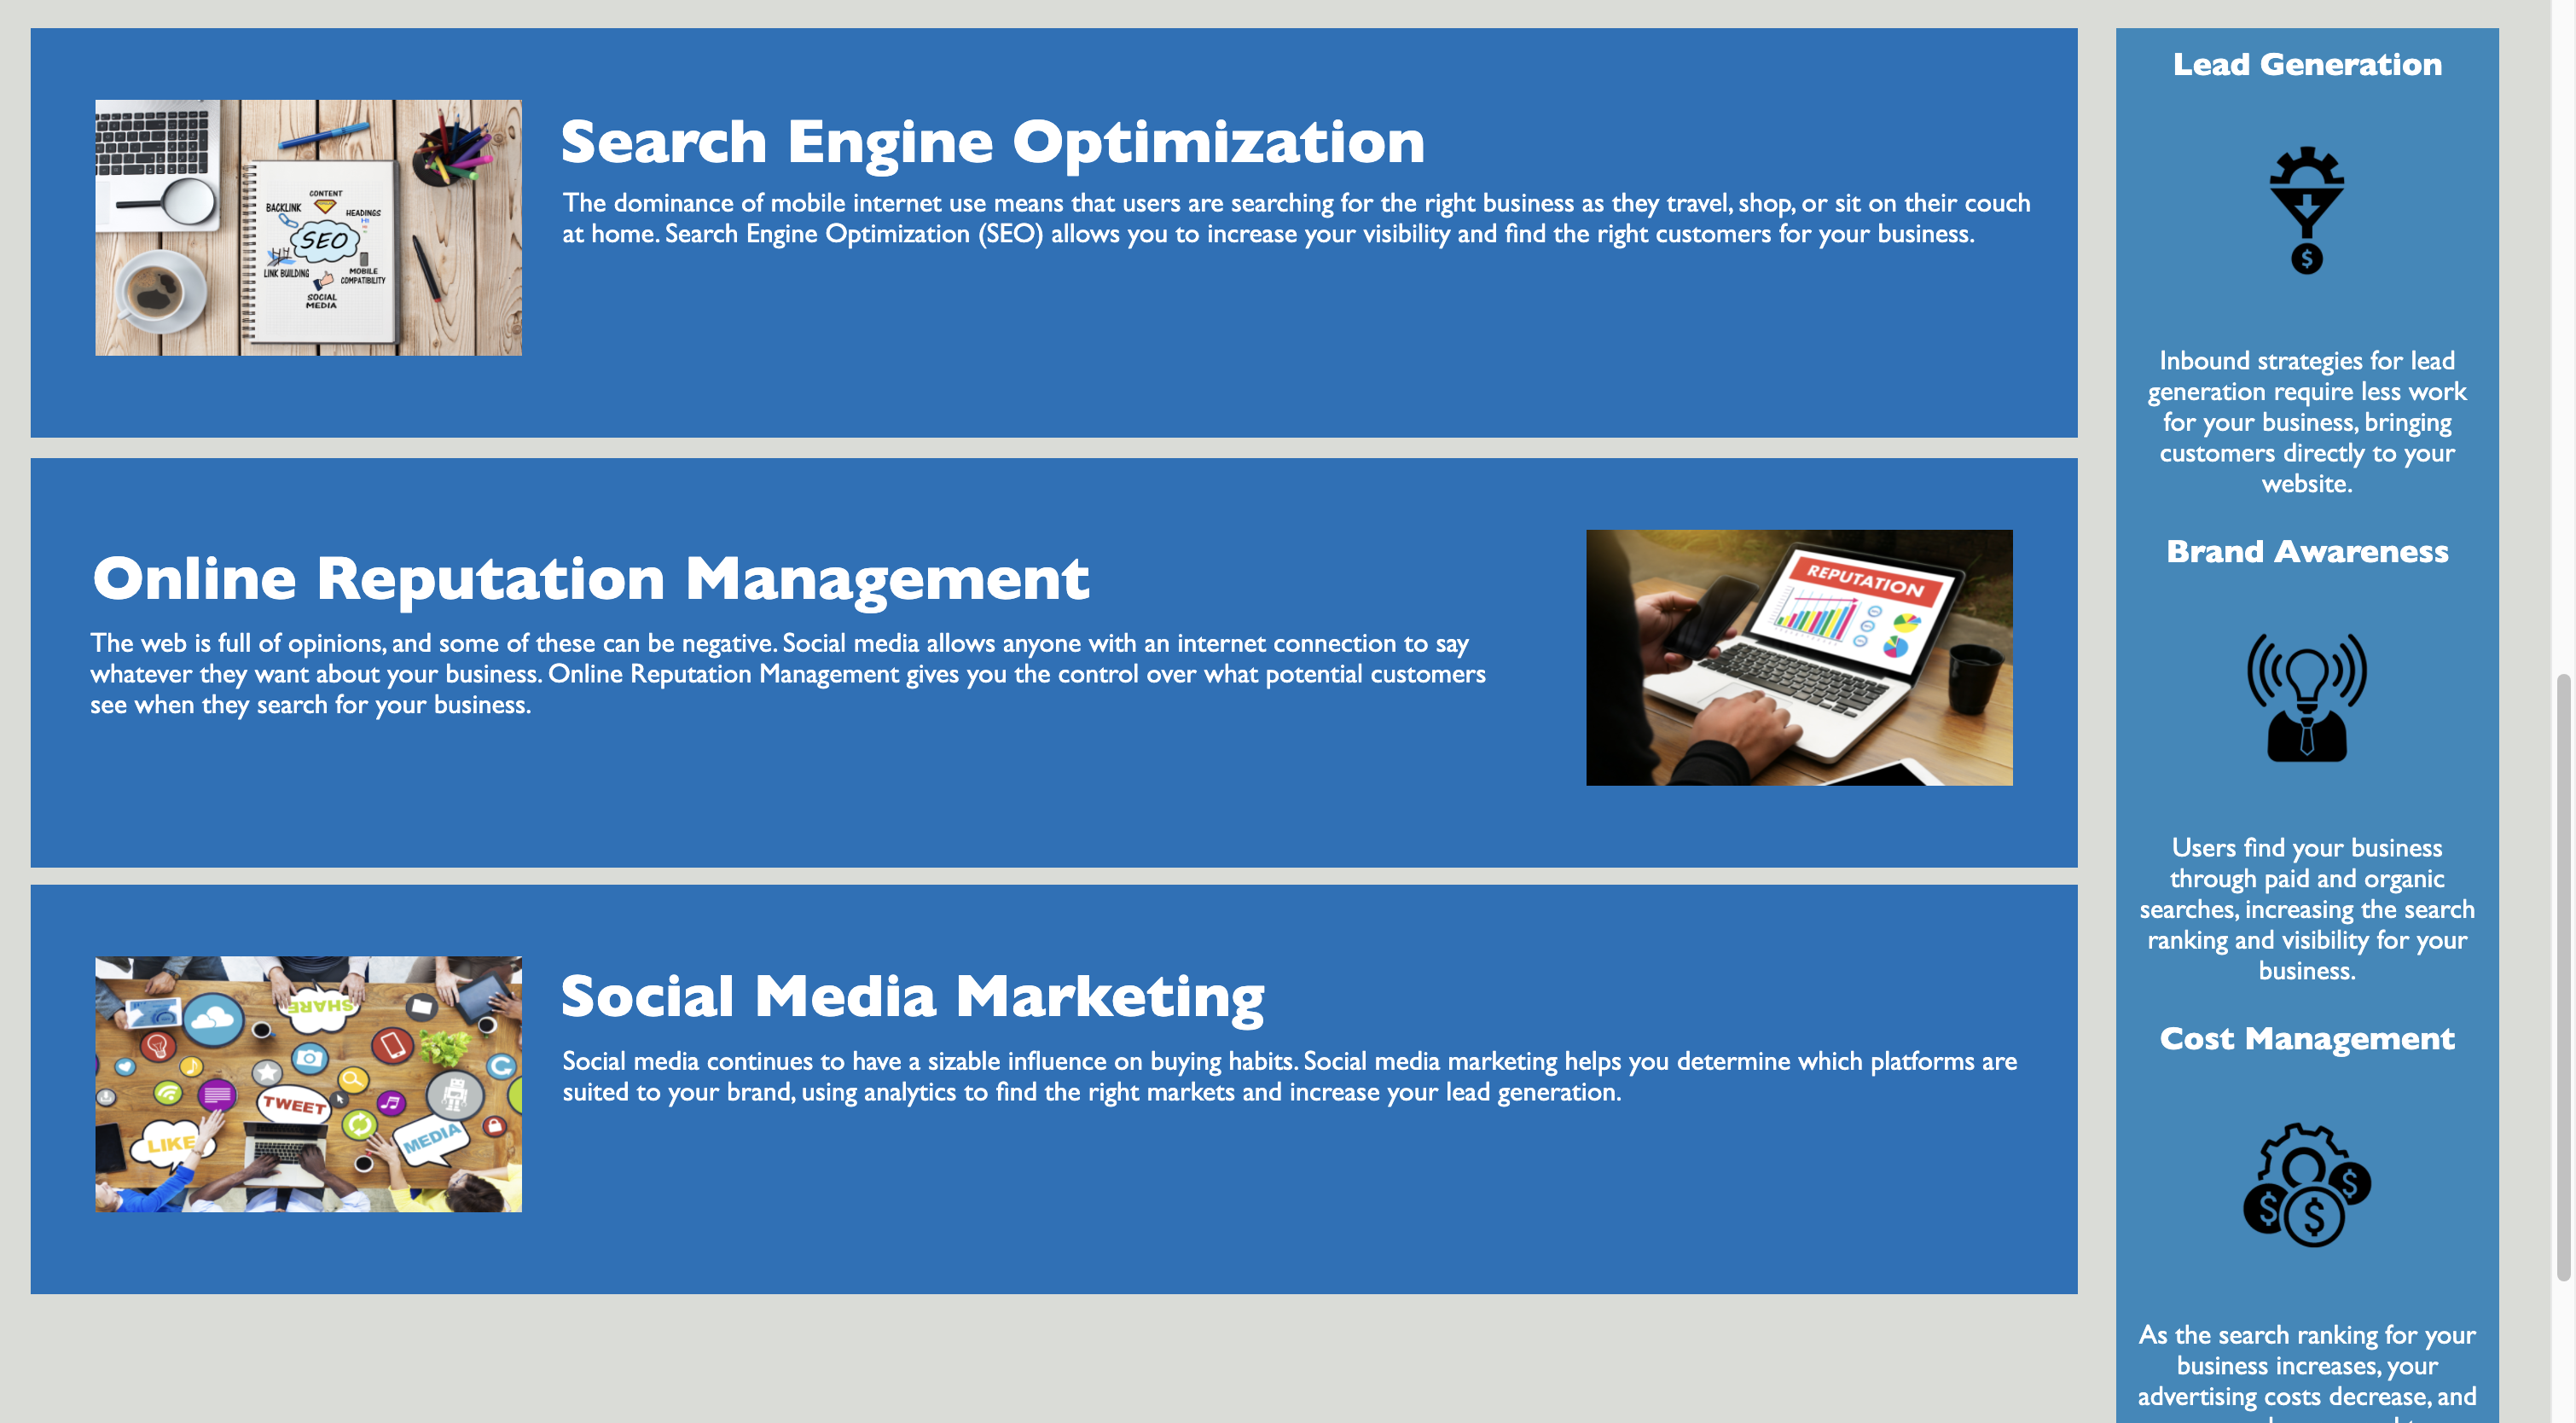 Search Engine Optimization
The dominance of mobile internet use means that users are searching for the right business as they travel, shop, or sit on their couch
at home. Search Engine Optimization (SEO) allows you to increase your visibility and find the right customers for your business.
CONTENT
BACKLINK
HEADINGS
H1
SEO
LINK BUILDING
MOBILE
COMPATIBILITY
SOCIAL
MEDIA
Online Reputation Management
The web is full of opinions, and some of these can be negative. Social media allows anyone with an internet connection to say
whatever they want about your business. Online Reputation Management gives you the control over what potential customers
see when they search for your business.
REPUTATION
Social Media Marketing
Social media continues to have a sizable influence on buying habits. Social media marketing helps you determine which platforms are
suited to your brand, using analytics to find the right markets and increase your lead generation.
SHARE
TWEET
LIKE
MEDIA
Lead Generation
$
Inbound strategies for lead
generation require less work
for your business, bringing
customers directly to your
website.
Brand Awareness
Users find your business
through paid and organic
searches, increasing the search
ranking and visibility for your
business.
Cost Management
$
$
$
As the search ranking for your
business increases, your
advertising costs decrease, and